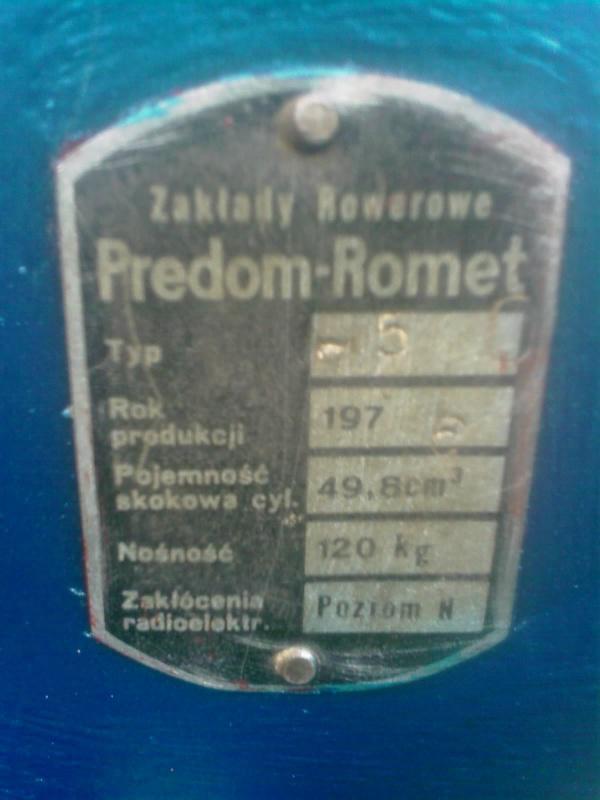 Zakłady Rowerowe
Predom-Romet
Typ - 5
Rok
produkcji 197
Pojemność
skokowa cyl. 49,8cm³
Nośność 120 kg
Zakłócenia
radioelektr. Poziom N